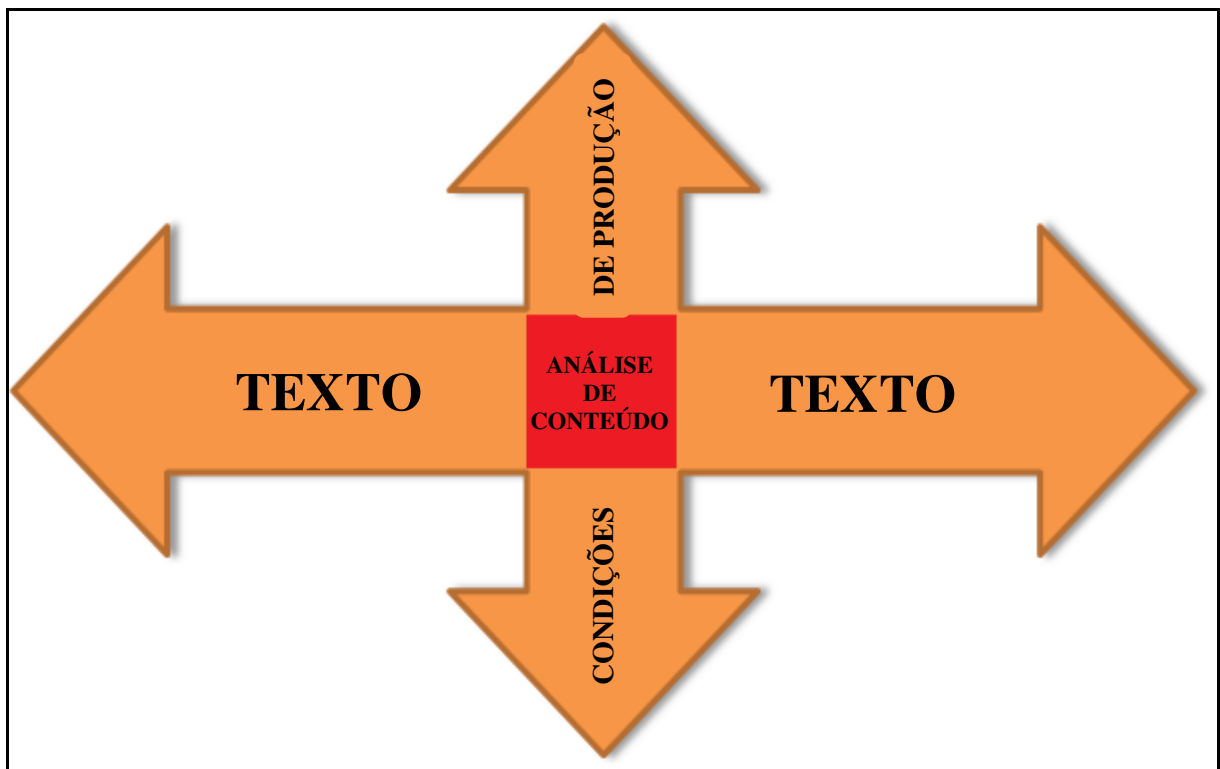 DE PRODUÇÃO
TEXTO
ANÁLISE
DE
CONTEÚDO
TEXTO
CONDIÇÕES